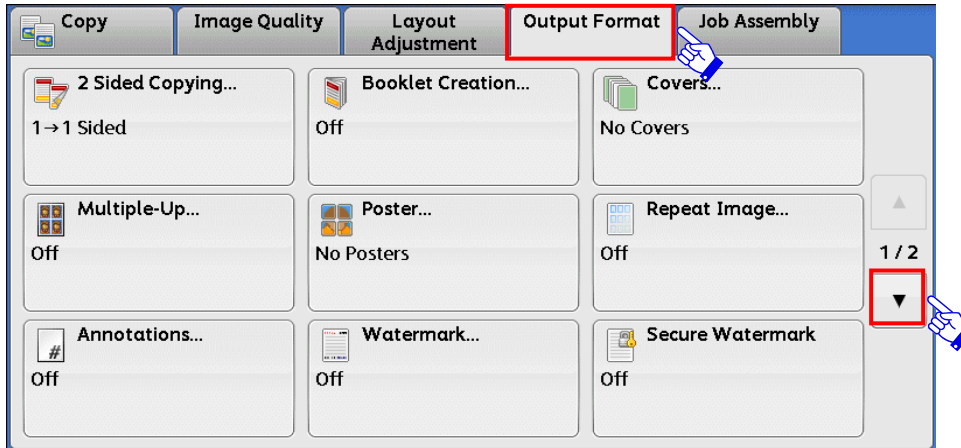 Copy
Image Quality
Layout
Adjustment
Output Format
Job Assembly
2 Sided Copying...
1→1 Sided
Booklet Creation...
Off
Covers...
No Covers
Multiple-Up...
Off
Poster...
No Posters
Repeat Image...
Off
1 / 2
Annotations...
#
Off
Watermark...
Off
Secure Watermark
Off